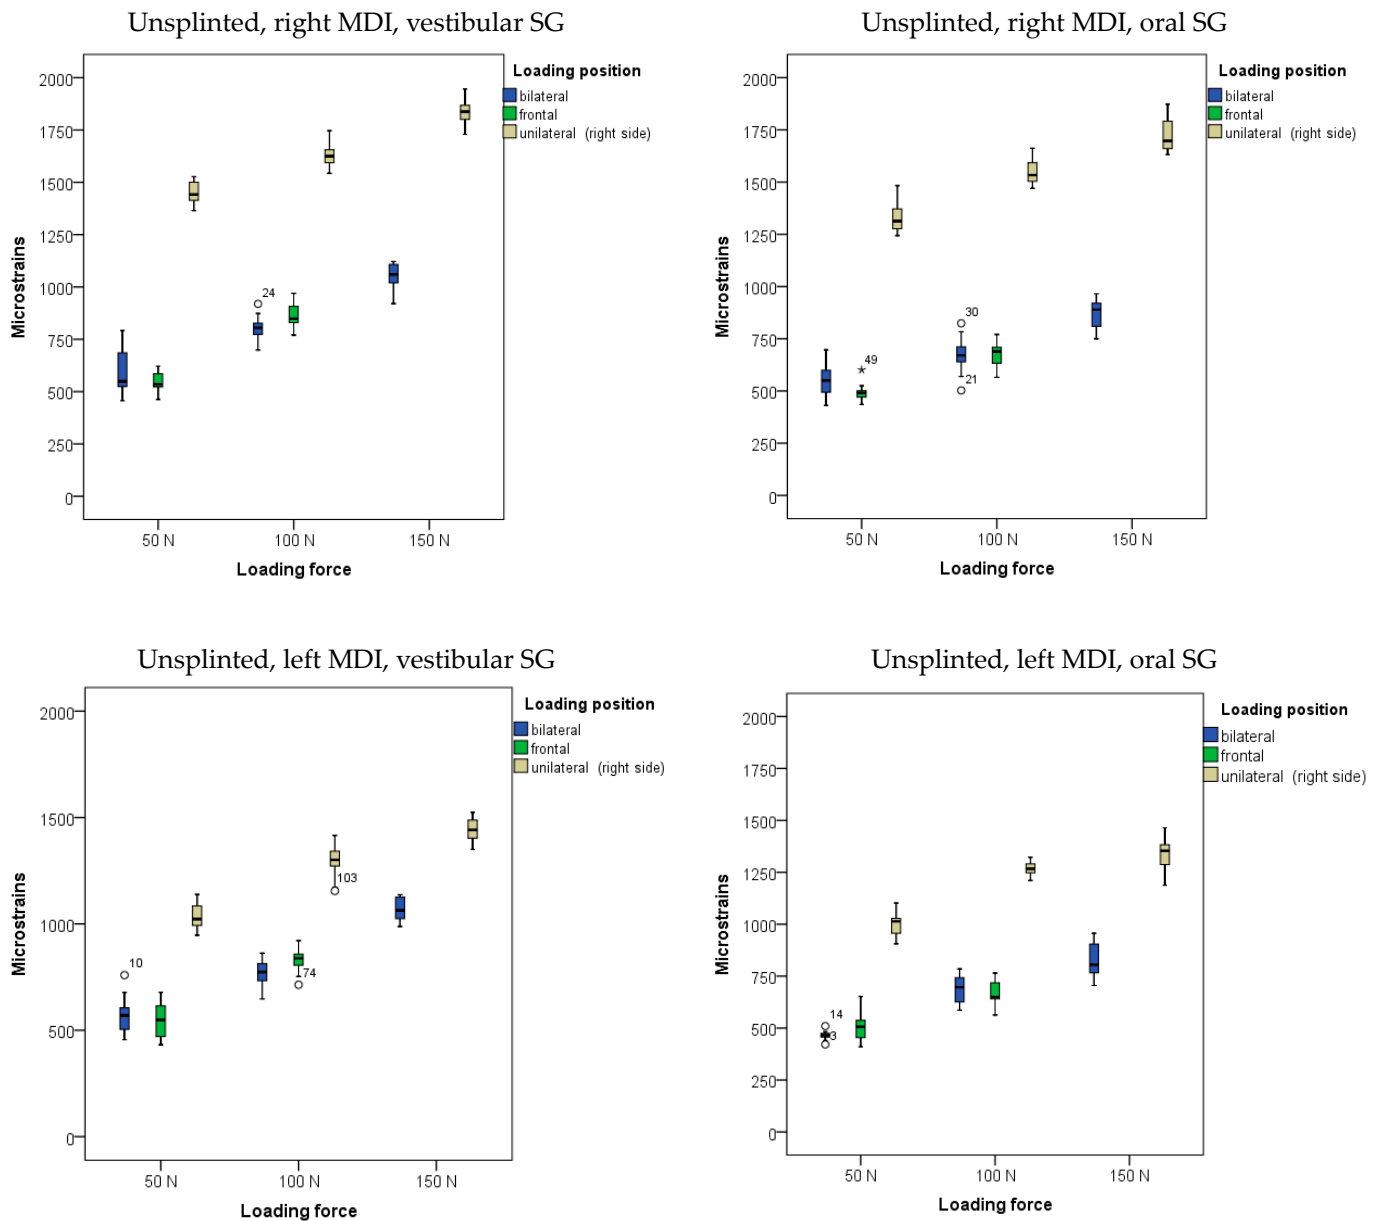 Unsplinted, right MDI, vestibular SG
Loading position
bilateral
frontal
unilateral (right side)
2000
1750
1500
1250
1000
750
500
250
0
Microstrains
24
50 N 100 N 150 N
Loading force
Unsplinted, right MDI, oral SG
Loading position
bilateral
frontal
unilateral (right side)
2000
1750
1500
1250
1000
750
500
250
0
Microstrains
30
49
21
50 N 100 N 150 N
Loading force
Unsplinted, left MDI, vestibular SG
Loading position
bilateral
frontal
unilateral (right side)
2000
1500
1000
500
0
Microstrains
103
10
74
50 N 100 N 150 N
Loading force
Unsplinted, left MDI, oral SG
Loading position
bilateral
frontal
unilateral (right side)
2000
1750
1500
1250
1000
750
500
250
0
Microstrains
14
3
50 N 100 N 150 N
Loading force